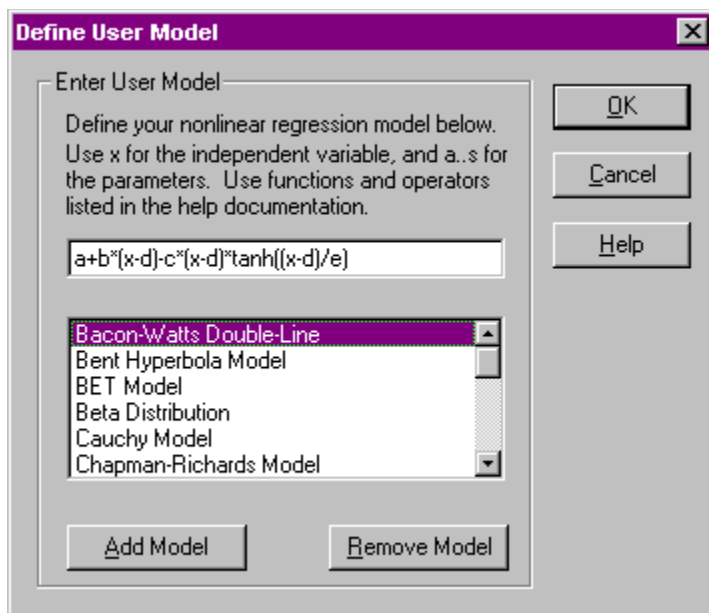 Define User Model
Enter User Model
Define your nonlinear regression model below.
Use x for the independent variable, and a..s for
the parameters.  Use functions and operators
listed in the help documentation.
a+b*(x-d)-c*(x-d)*tanh((x-d)/e)
Bacon-Watts Double-Line
Bent Hyperbola Model
BET Model
Beta Distribution
Cauchy Model
Chapman-Richards Model
Add Model
Remove Model
OK
Cancel
Help